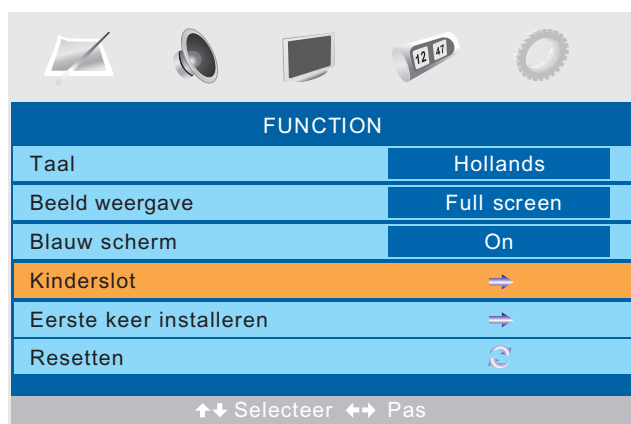 12 47
FUNCTION
Taal Hollands
Beeld weergave Full screen
Blauw scherm On
Kinderslot
Eerste keer installeren
Resetten
Selecteer Pas